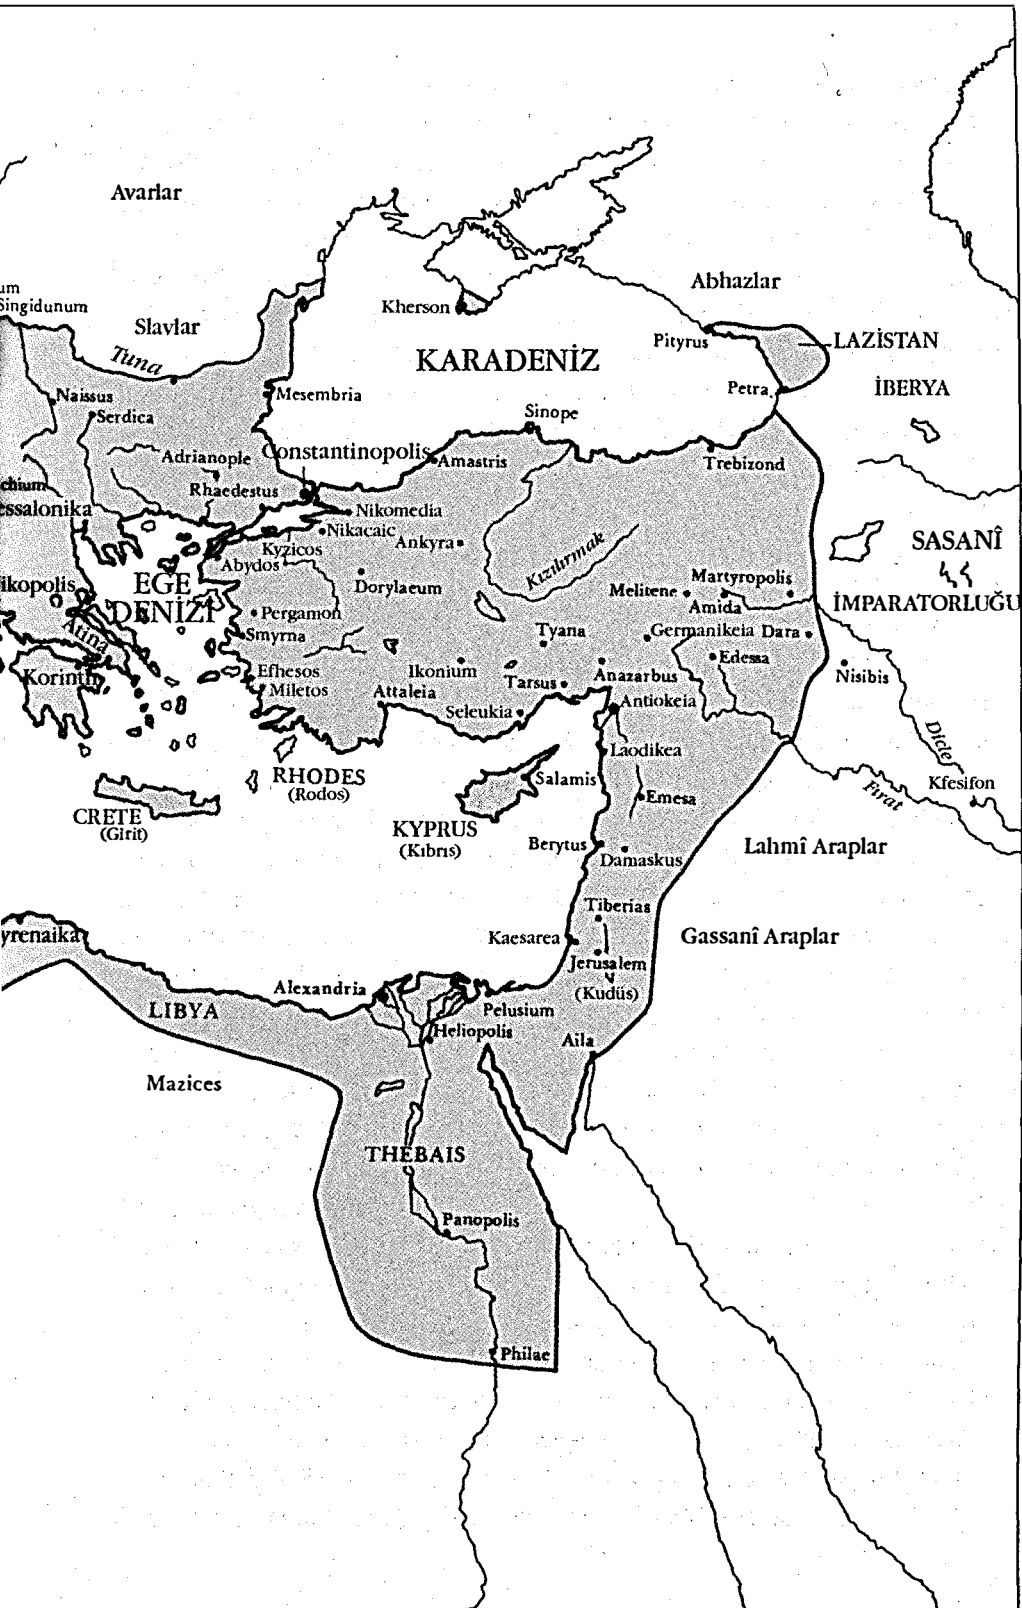 Avarlar
Abhazlar
um
Singidunum
Kherson
Slavlar
Pityrus
LAZİSTAN
Tuna
KARADENİZ
Petra
İBERYA
Naissus
Mesembria
Serdica
Sinope
Adrianople
Constantinopolis
Amastris
Trebizond
chium
Rhaedestus
essalonika
Nikomedia
Nikacaic
Kyzicos
Ankyra
Kızılırmak
SASANÎ
İMPARATORLUĞU
Abydos
ikopolis
EGE
DENİZİ
Dorylaeum
Melitene
Martyropolis
Amida
Pergamon
Atina
Smyrna
Tyana
Germanikeia
Dara
Edessa
Korinth
Efhesos
Miletos
Ikonium
Attaleia
Tarsus
Anazarbus
Nisibis
Seleukia
Antiokeia
Laodikea
Dicle
RHODES
(Rodos)
Salamis
Emesa
Fırat
Kfesifon
CRETE
(Girit)
KYPRUS
(Kıbrıs)
Berytus
Damaskus
Lahmî Araplar
Tiberias
yrenaika
Kaesarea
Gassanî Araplar
Jerusalem
(Kudüs)
Alexandria
LIBYA
Pelusium
Heliopolis
Aila
Mazices
THEBAIS
Panopolis
Philae